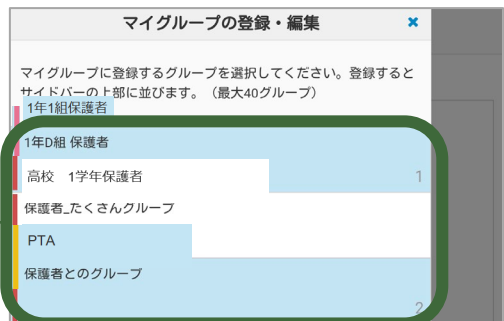 マイグループの登録・編集 ×
マイグループに登録するグループを選択してください。登録すると
サイドバーの上部に並びます。（最大40グループ）
1年1組保護者
1年D組 保護者
高校　1学年保護者 1
保護者_たくさんグループ
PTA
保護者とのグループ
2